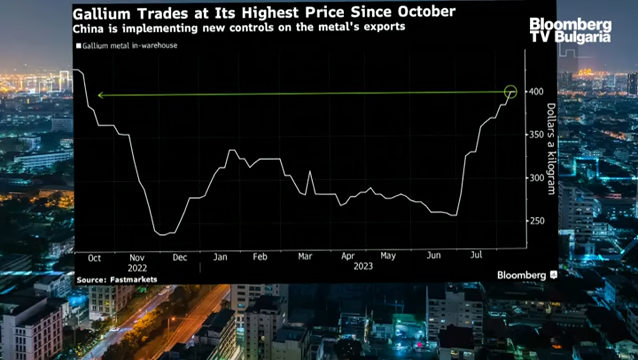 Gallium Trades at Its Highest Price Since October
China is implementing new controls on the metal's exports
Bloomberg
TV Bulgaria
Gallium metal in-warehouse
400
350
300
250
Dollars a kilogram
Oct Nov Dec Jan Feb Mar Apr May Jun Jul
2022 2023
Source: Fastmarkets
Bloomberg